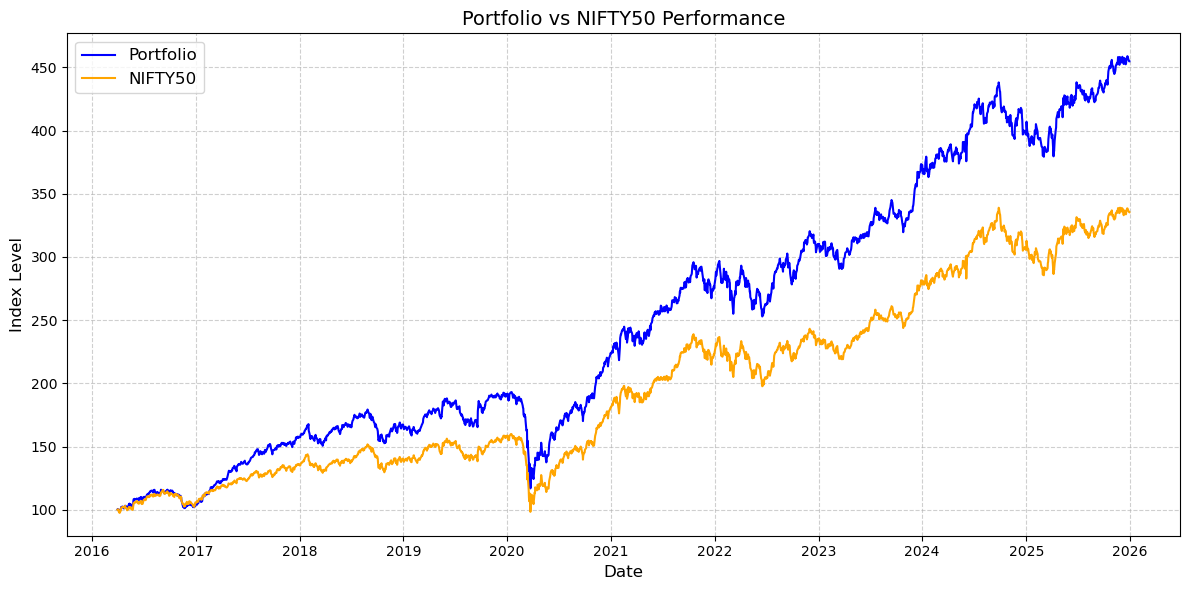 Portfolio vs NIFTY50 Performance
Portfolio
NIFTY50
Index Level
450
400
350
300
250
200
150
100
2016 2017 2018 2019 2020 2021 2022 2023 2024 2025 2026
Date